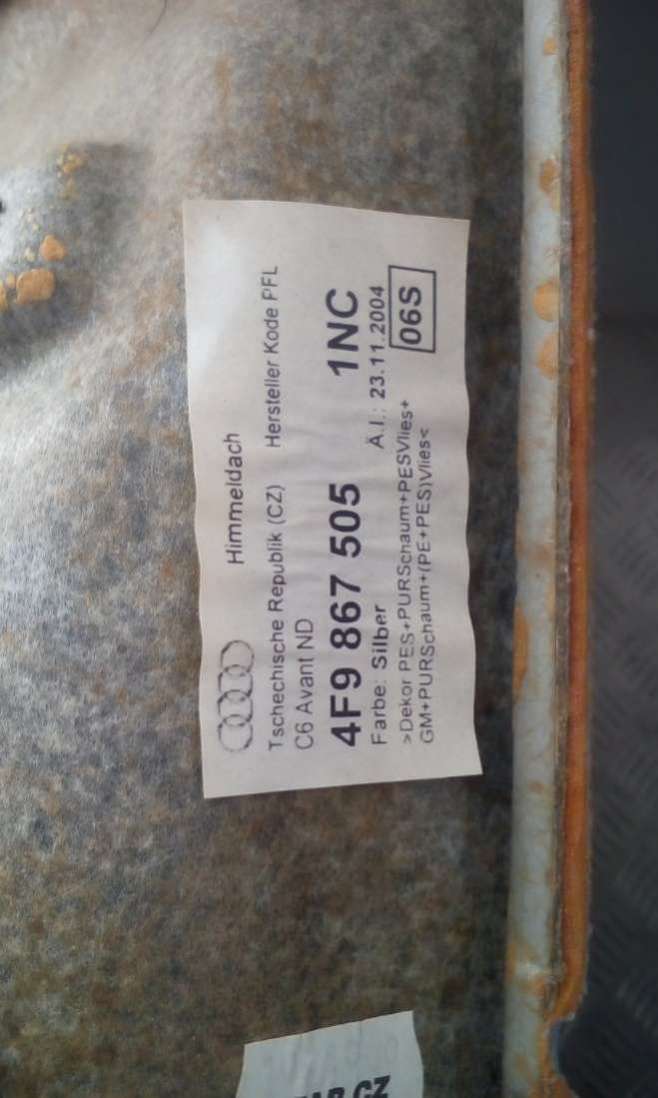 Himmeldach
Tschechische Republik (CZ) Hersteller Kode PFL
C6 Avant ND
4F9 867 505 1NC
Farbe: Silber Ä.I.: 23.11.2004
>Dekor PES+PURSchaum+PESVlies+
GM+PURSchaum+(PE+PES)Vlies<
06S
CZ